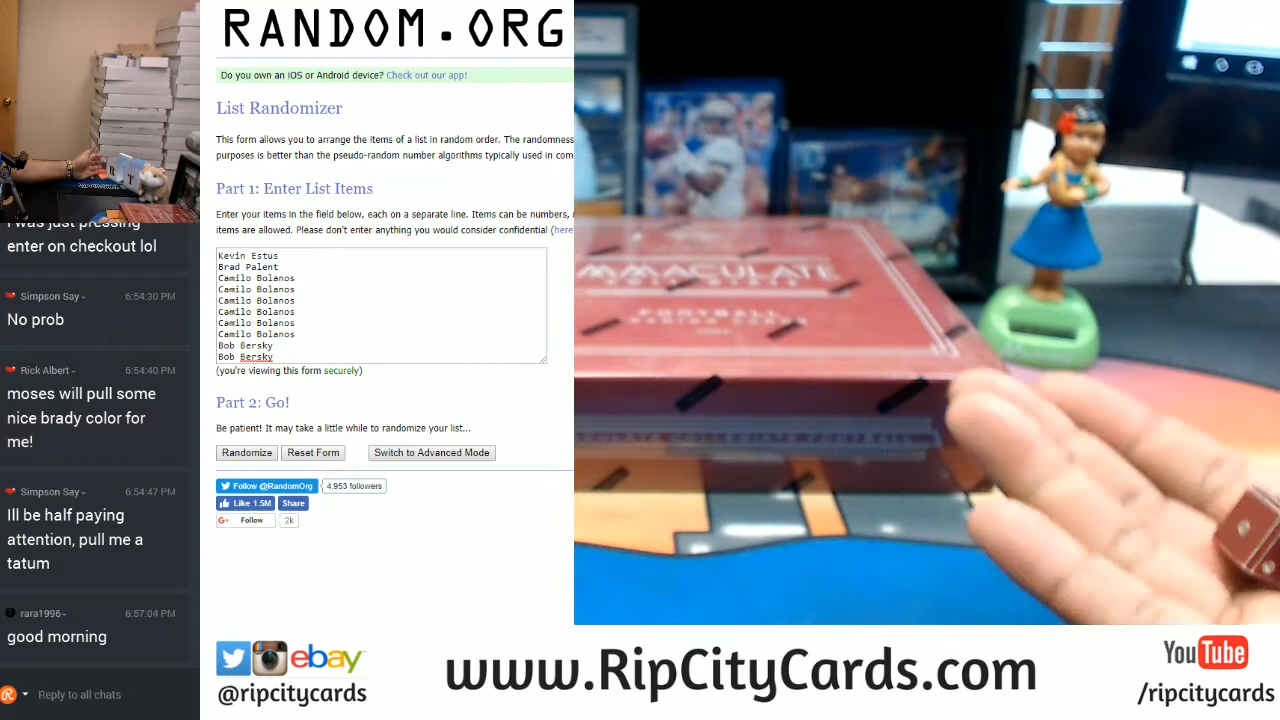 I was just pressing
enter on checkout lol
Simpson Say
6:54:30 PM
No prob
Rick Albert
6:54:40 PM
moses will pull some
nice brady color for
me!
Simpson Say
6:54:47 PM
Ill be half paying
attention, pull me a
tatum
rara1996
6:57:04 PM
good morning
Reply to all chats
RANDOM.ORG
Do you own an iOS or Android device? Check out our app!
List Randomizer
This form allows you to arrange the items of a list in random order. The randomness
purposes is better than the pseudo-random number algorithms typically used in com
Part 1: Enter List Items
Enter your items in the field below, each on a separate line. Items can be numbers,
items are allowed. Please don't enter anything you would consider confidential (here
Kevin Estus
Brad Palent
Camilo Bolanos
Camilo Bolanos
Camilo Bolanos
Camilo Bolanos
Camilo Bolanos
Camilo Bolanos
Bob Bersky
Bob Bersky
(you're viewing this form securely)
Part 2: Go!
Be patient! It may take a little while to randomize your list...
Randomize Reset Form Switch to Advanced Mode
Follow @RandomOrg 4,953 followers
Like 1.5M Share
G+ Follow 2k
IMMACULATE
FOOTBALL
ebay
@ripcitycards
www.RipCityCards.com
YouTube
/ripcitycards